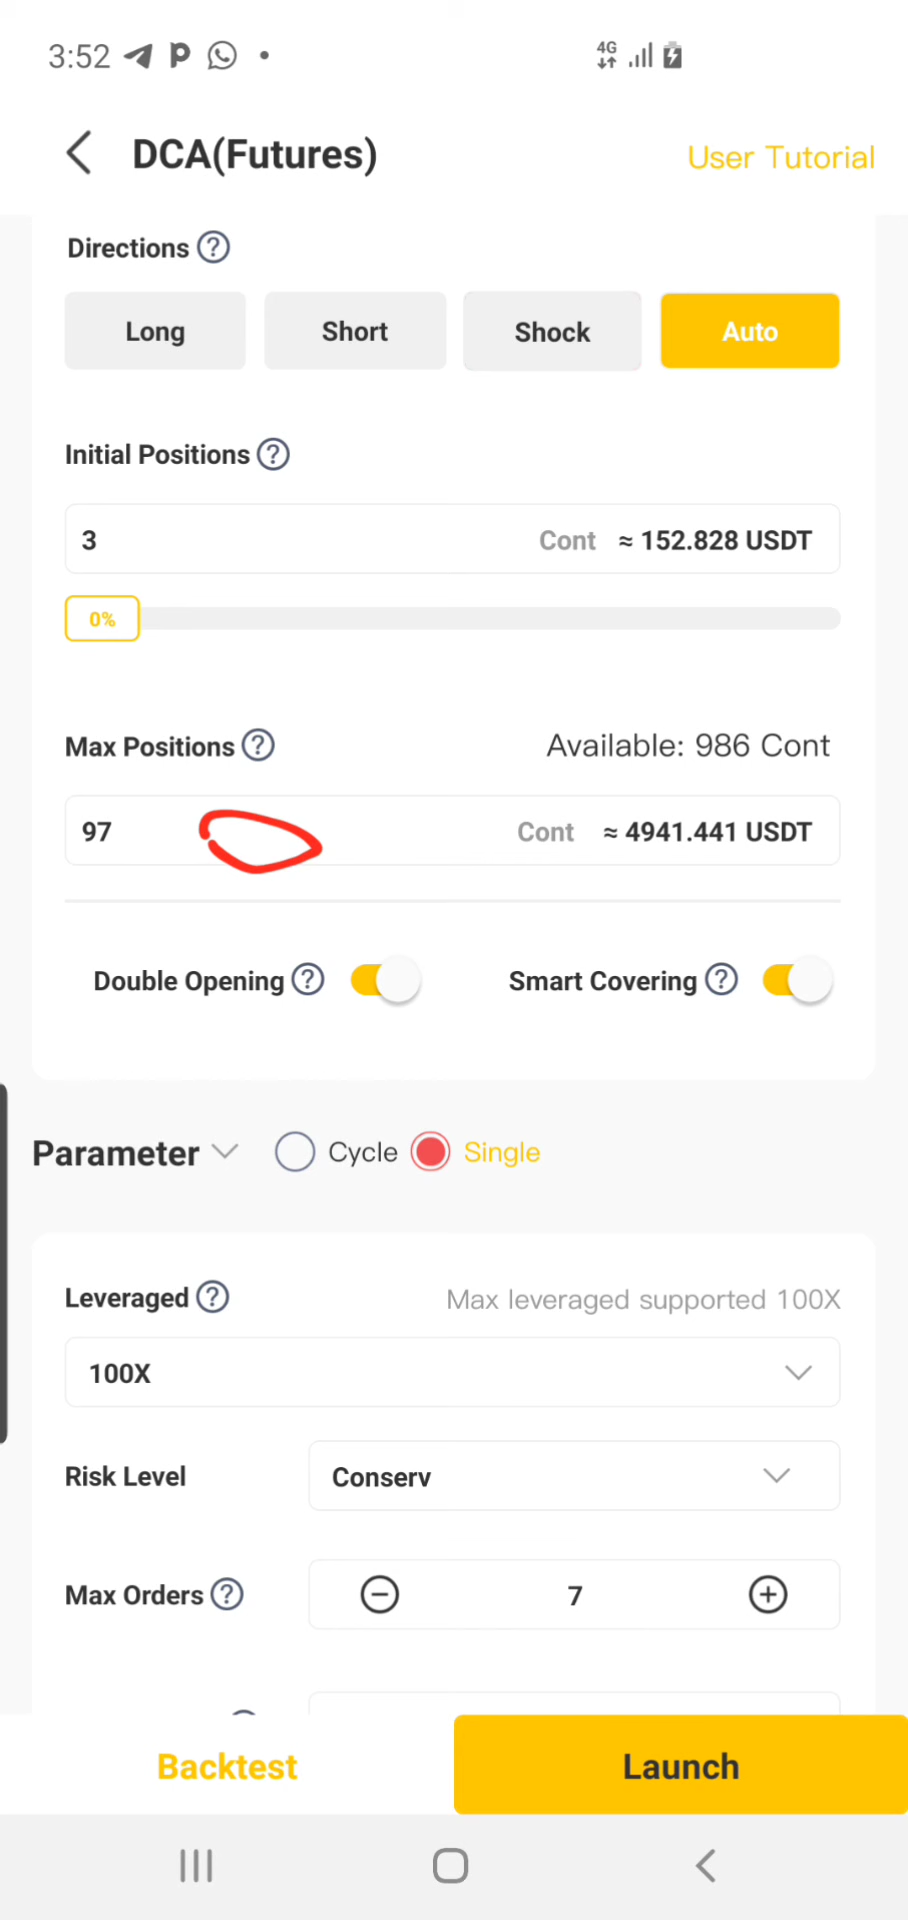 3:52
4G
DCA(Futures)
User Tutorial
Directions ?
Long Short Shock Auto
Initial Positions ?
3 Cont ≈ 152.828 USDT
0%
Max Positions ? Available: 986 Cont
97 Cont ≈ 4941.441 USDT
Double Opening ? Smart Covering ?
Parameter Cycle Single
Leveraged ? Max leveraged supported 100X
100X
Risk Level Conserv
Max Orders ? 7
Backtest Launch